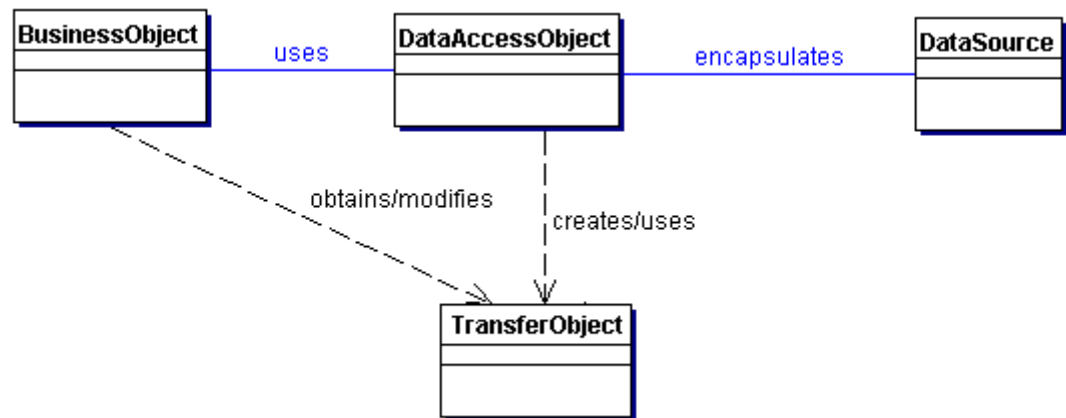 BusinessObject
uses
DataAccessObject
encapsulates
DataSource
obtains/modifies
creates/uses
TransferObject